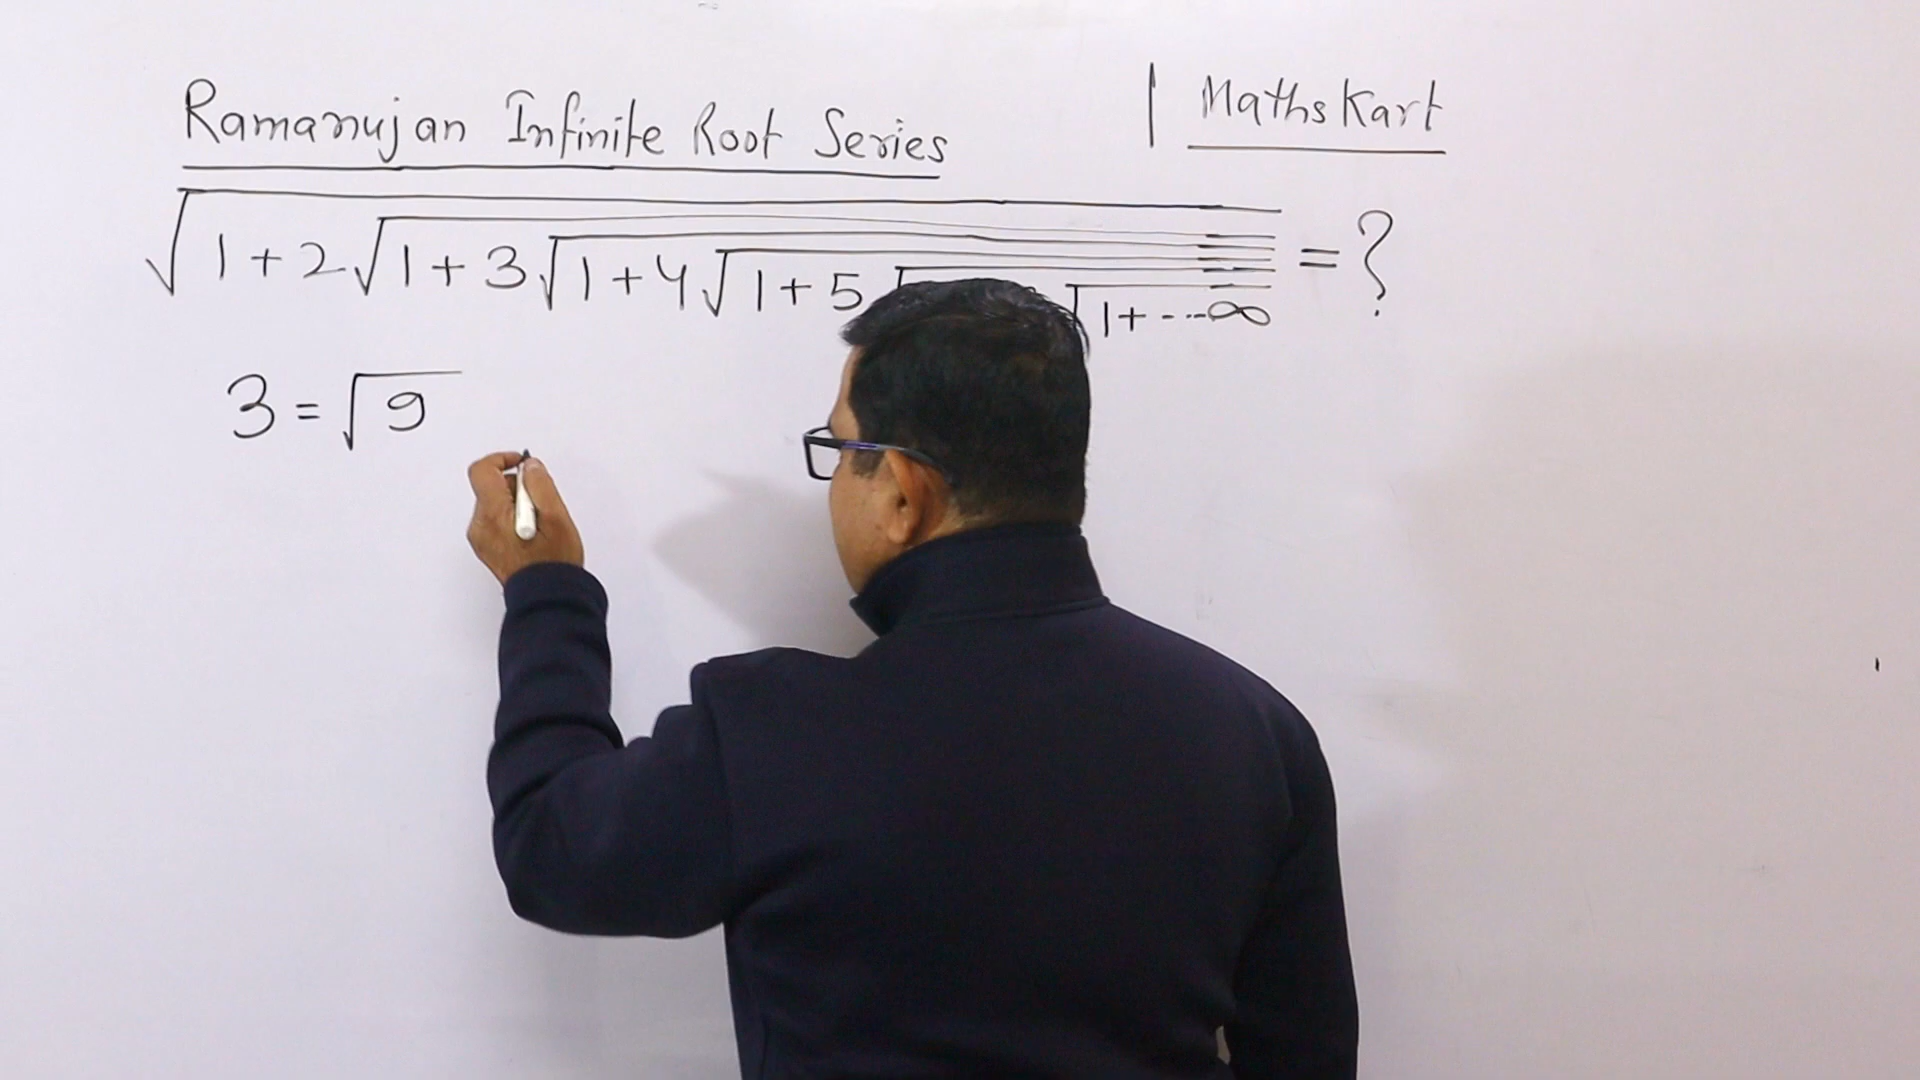 Ramanujan Infinite Root Series | Maths Kart
√1+2√1+3√1+4√1+5√ √1+---∞ = ?
3 = √9